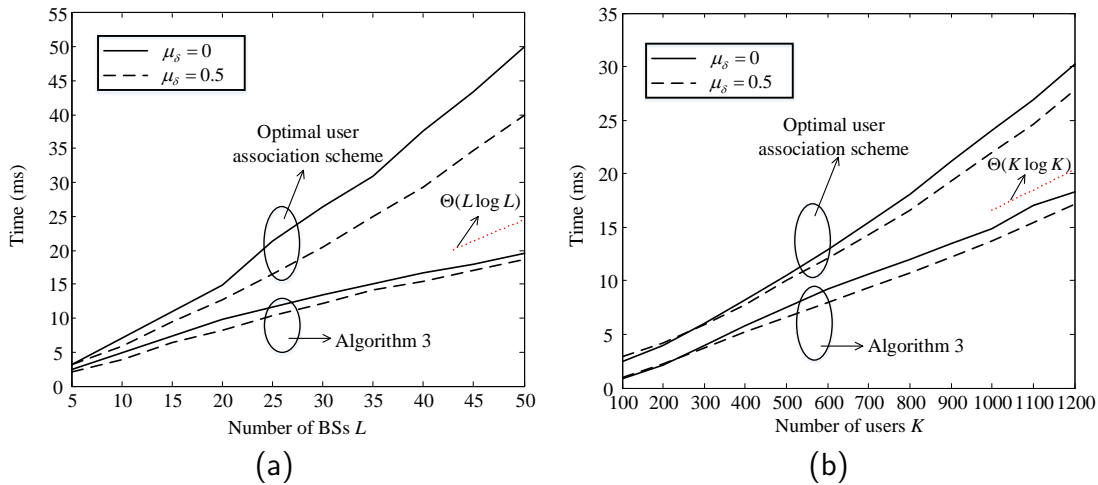 55
50
45
40
35
30
25
20
15
10
5
0
Time (ms)
μδ = 0
μδ = 0.5
Optimal user
association scheme
Θ(L log L)
Algorithm 3
5 10 15 20 25 30 35 40 45 50
Number of BSs L
(a)
35
30
25
20
15
10
5
0
Time (ms)
μδ = 0
μδ = 0.5
Optimal user
association scheme
Θ(K log K)
Algorithm 3
100 200 300 400 500 600 700 800 900 1000 1100 1200
Number of users K
(b)